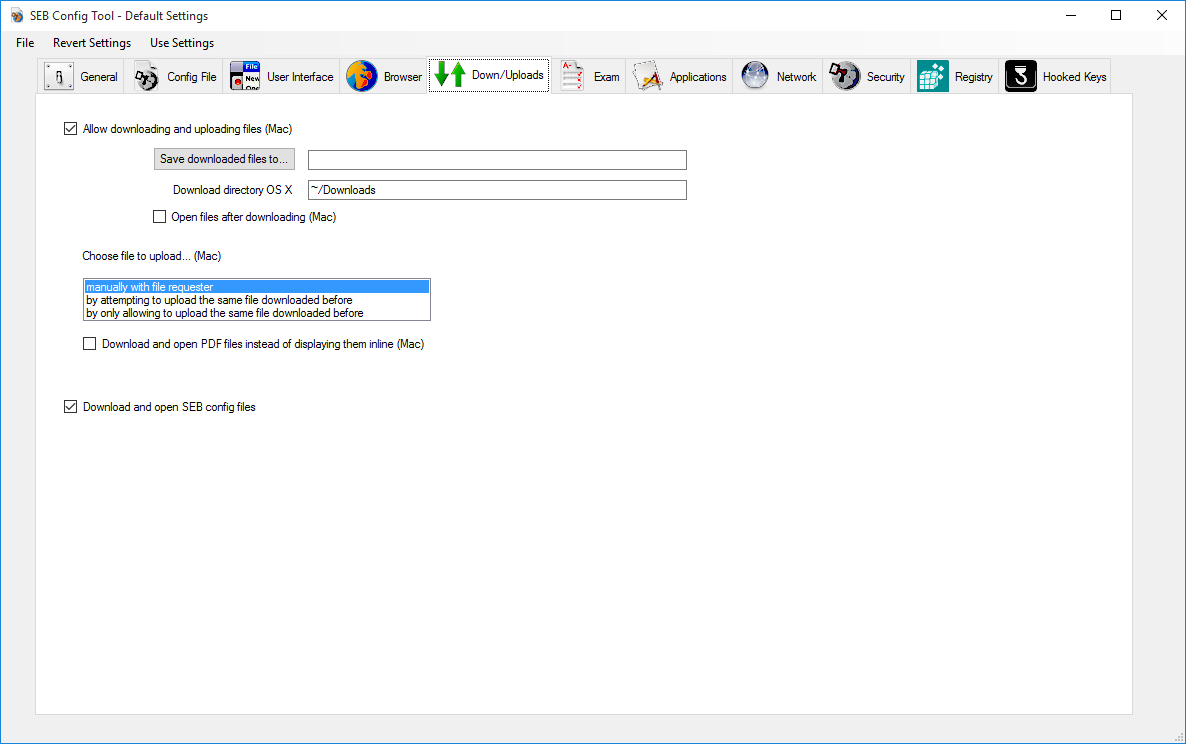 SEB Config Tool - Default Settings
File Revert Settings Use Settings
General Config File File New One User Interface Browser Down/Uploads A- Exam Applications Network Security Registry Hooked Keys
Allow downloading and uploading files (Mac)
Save downloaded files to...
Download directory OS X ~/Downloads
Open files after downloading (Mac)
Choose file to upload... (Mac)
manually with file requester
by attempting to upload the same file downloaded before
by only allowing to upload the same file downloaded before
Download and open PDF files instead of displaying them inline (Mac)
Download and open SEB config files